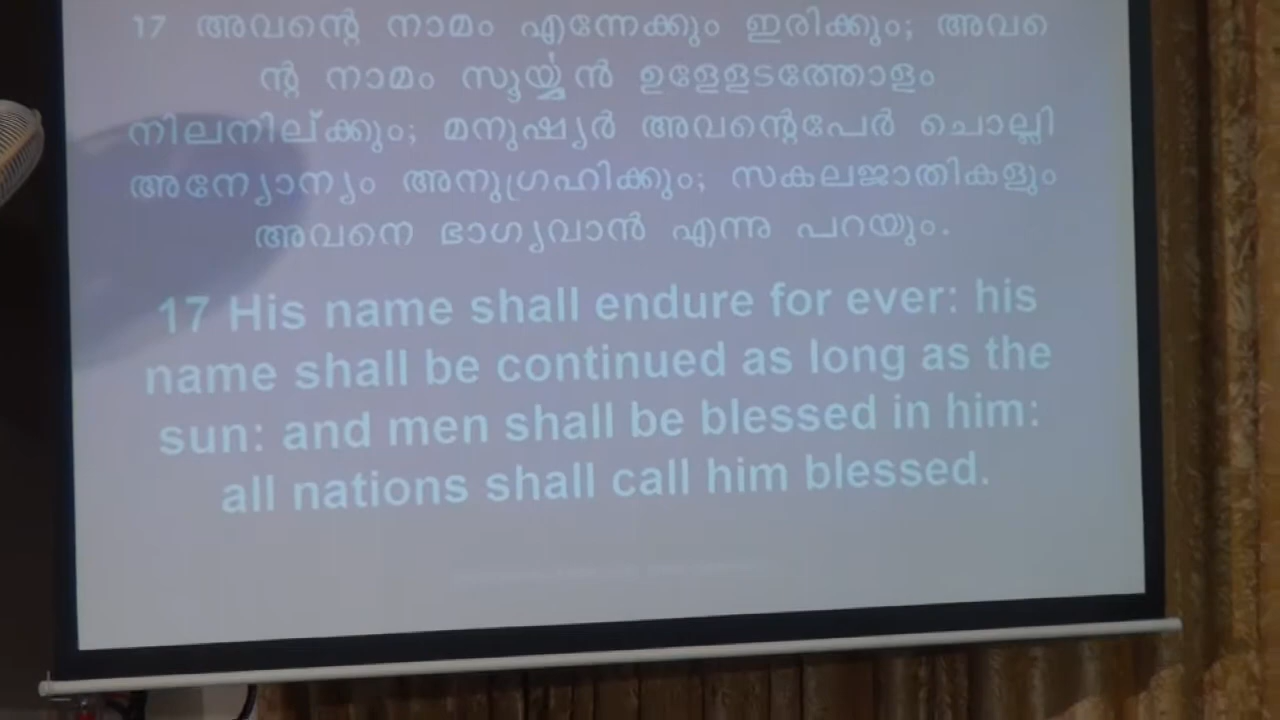 17 അവന്റെ നാമം എന്നേക്കും ഇരിക്കും; അവ​െ
ന്റ നാമം സൂൎയ്യൻ ഉള്ളേടത്തോളം
നിലനില്ക്കും; മനുഷ്യർ അവന്റെപേർ ചൊല്ലി
അന്യോന്യം അനുഗ്രഹിക്കും; സകലജാതികളും
അവനെ ഭാഗ്യവാൻ എന്നു പറയും.
17 His name shall endure for ever: his
name shall be continued as long as the
sun: and men shall be blessed in him:
all nations shall call him blessed.